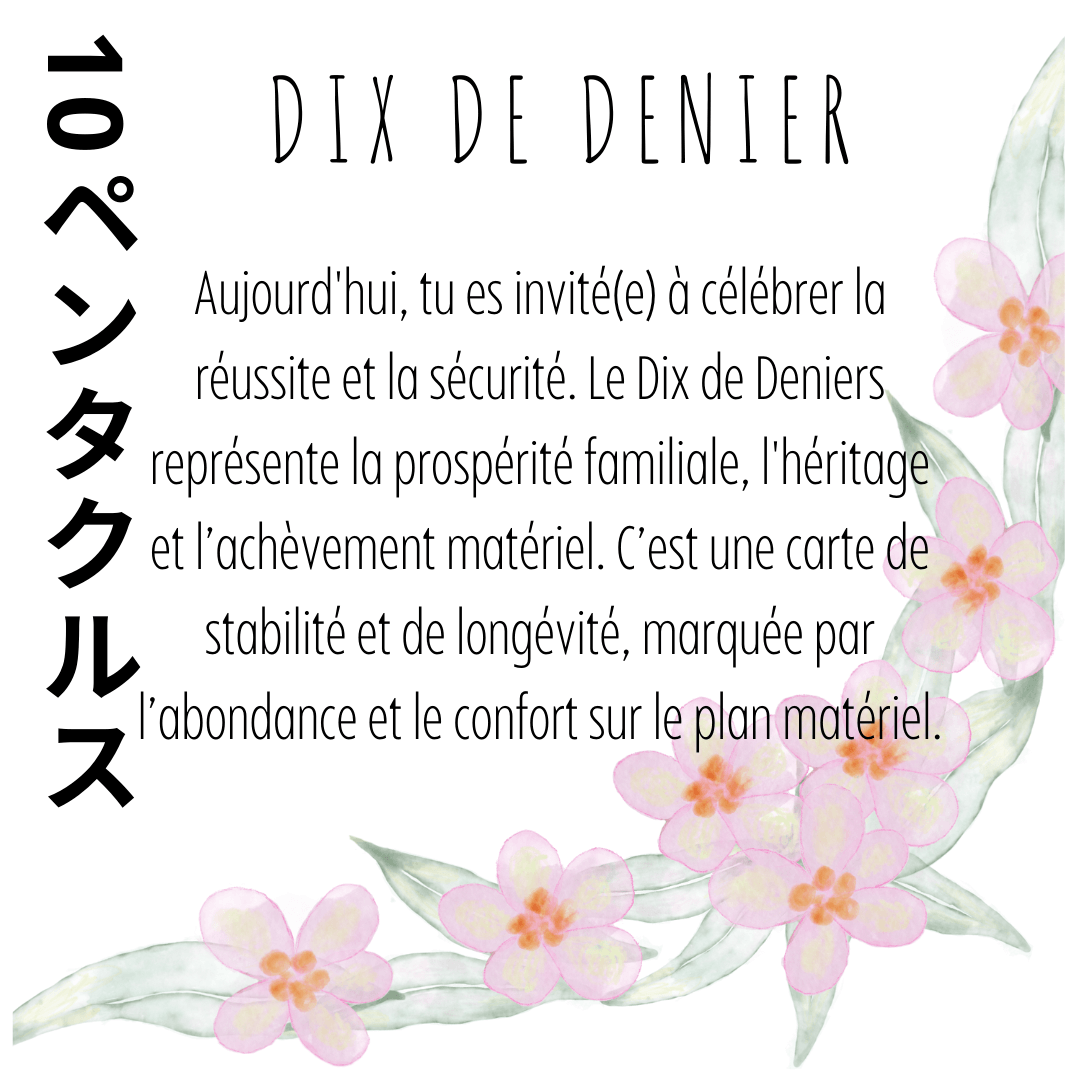 10ペンタクルス
DIX DE DENIER
Aujourd'hui, tu es invité(e) à célébrer la
réussite et la sécurité. Le Dix de Deniers
représente la prospérité familiale, l'héritage
et l’achèvement matériel. C’est une carte de
stabilité et de longévité, marquée par
l’abondance et le confort sur le plan matériel.